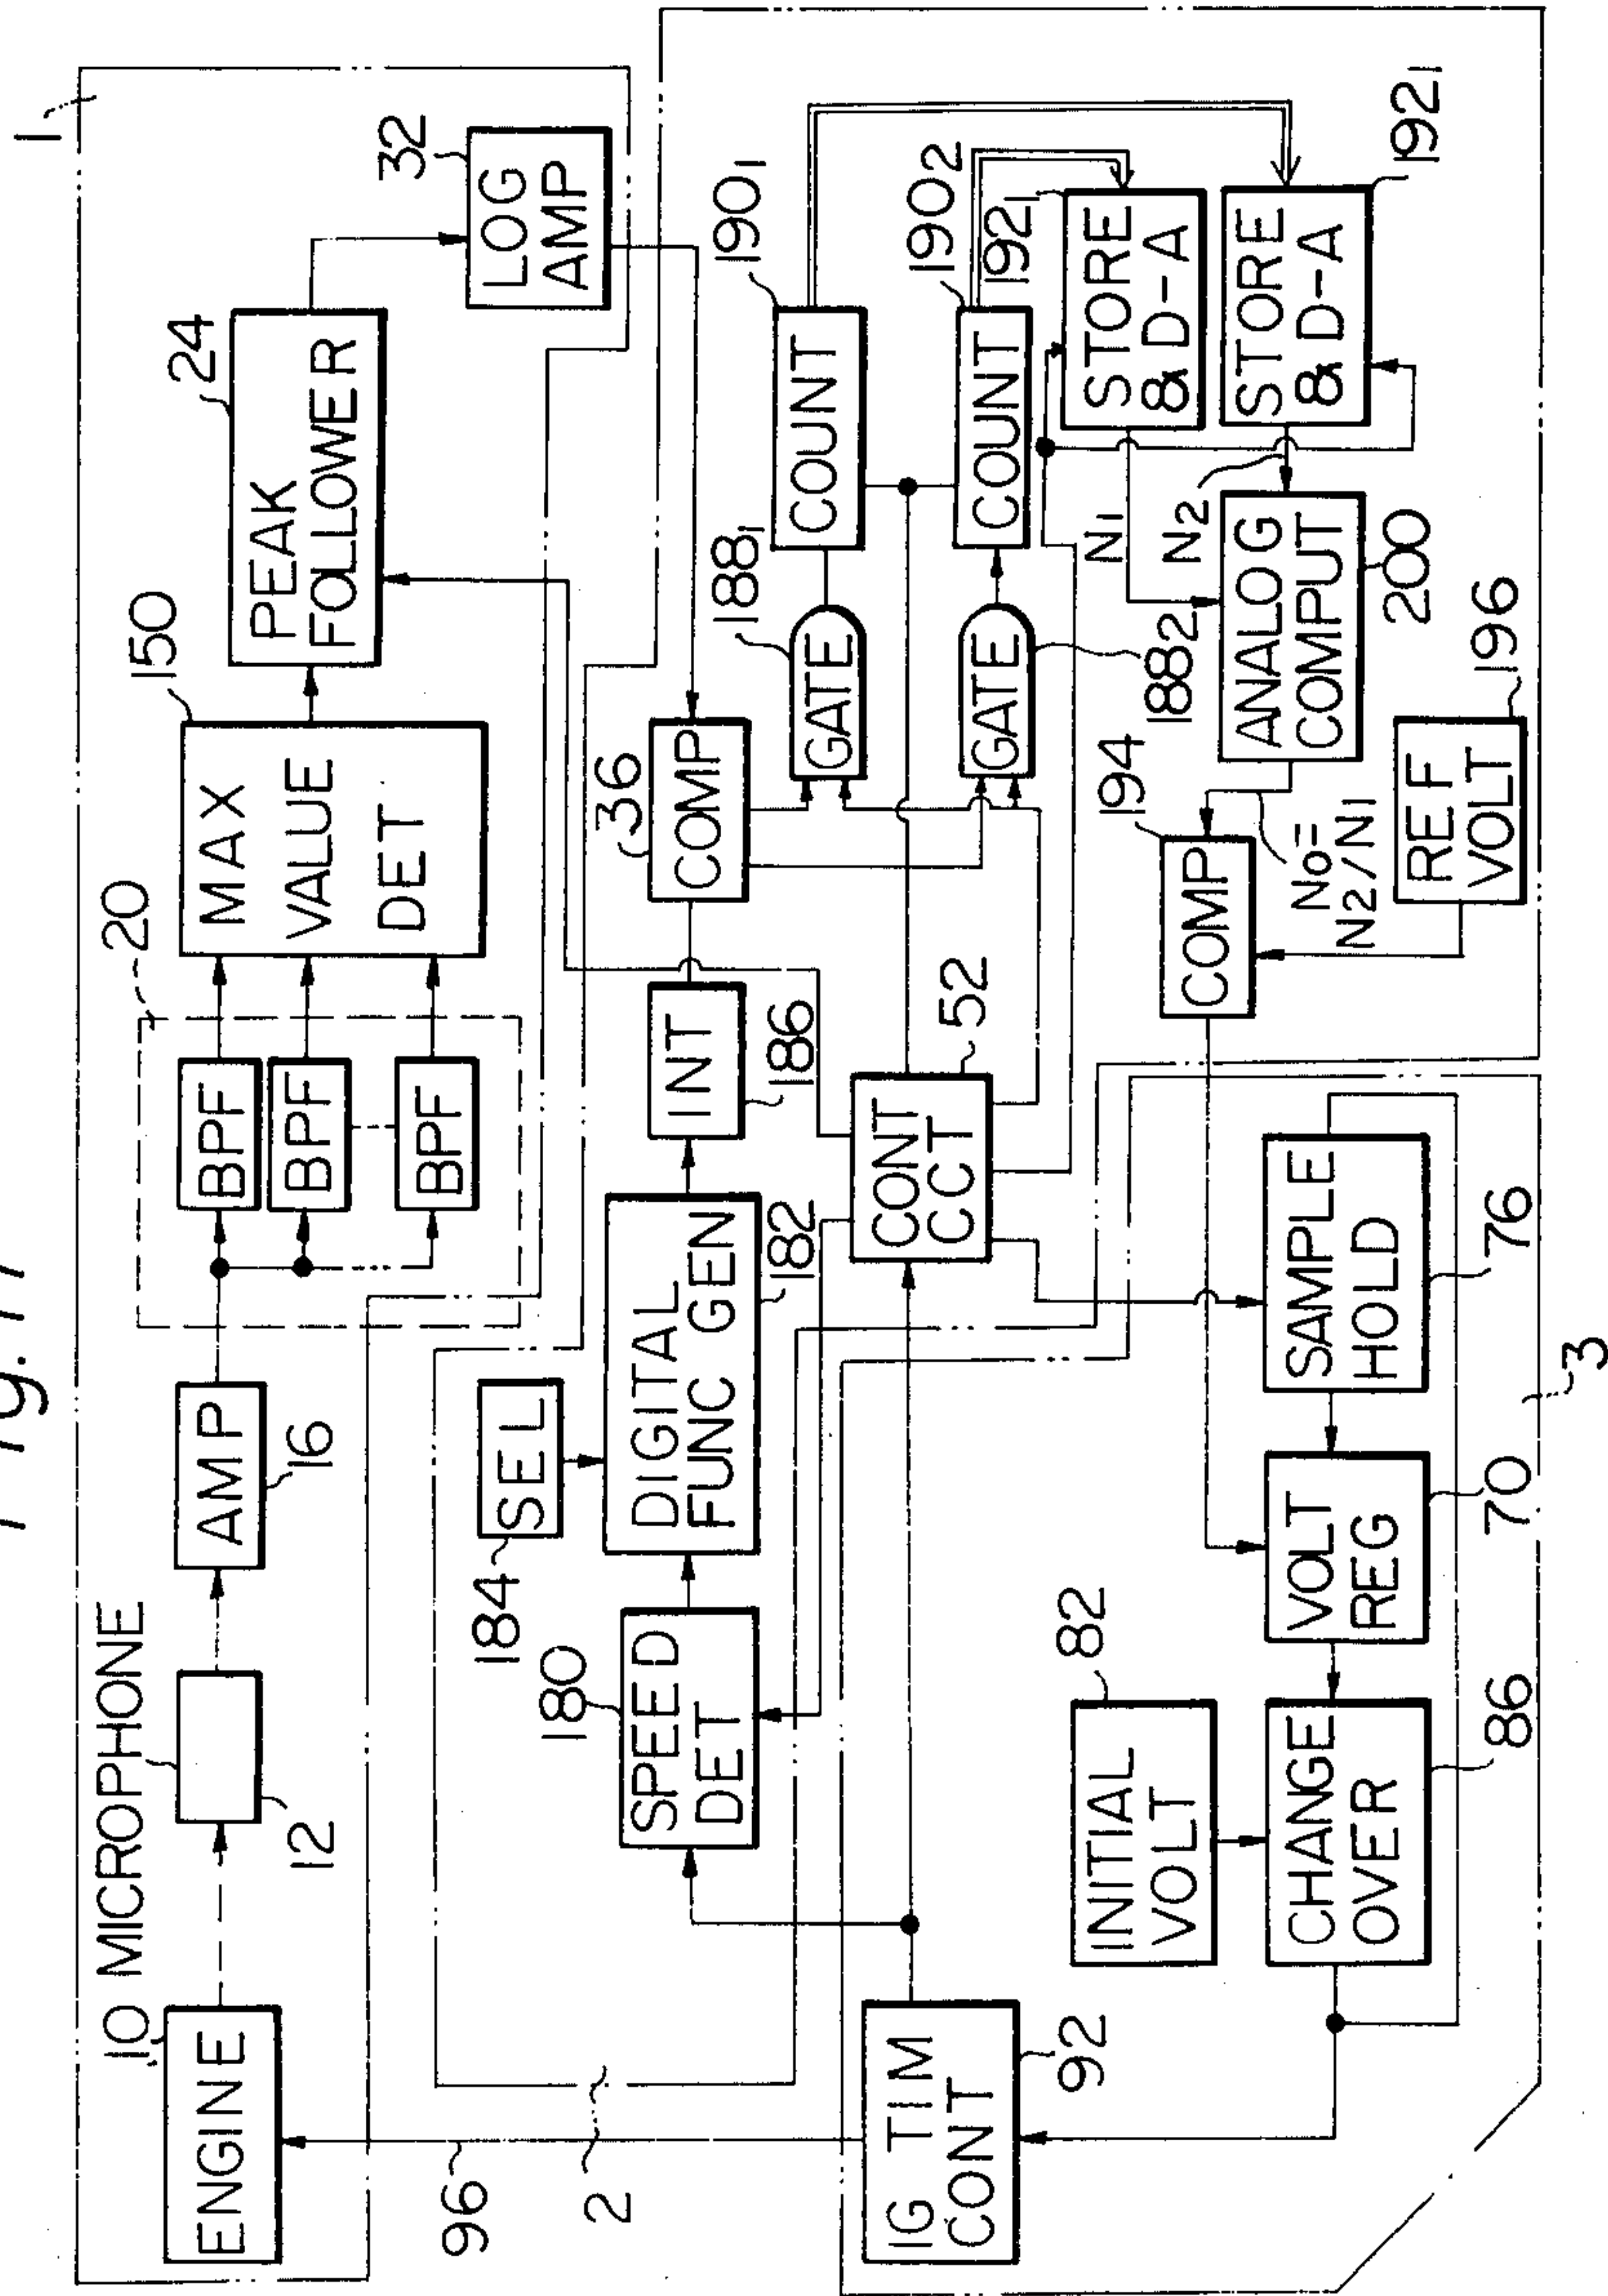 Fig. 17
1
10 MICROPHONE
ENGINE
12
AMP
16
20
BPF
BPF
BPF
150
MAX
VALUE
DET
24
PEAK
FOLLOWER
32
LOG
AMP
96
2
180
SPEED
DET
184
SEL
DIGITAL
FUNC GEN
182
INT
186
36
COMP
188₁
GATE
190₁
COUNT
GATE
188₂
190₂
COUNT
192₁
STORE
& D-A
STORE
& D-A
192₁
N₁
N₂
ANALOG
COMPUT
200
194
COMP
No=
N₂/N₁
196
REF
VOLT
CONT
CCT
52
IG TIM
CONT
92
82
INITIAL
VOLT
CHANGE
OVER
86
VOLT
REG
70
SAMPLE
HOLD
76
3